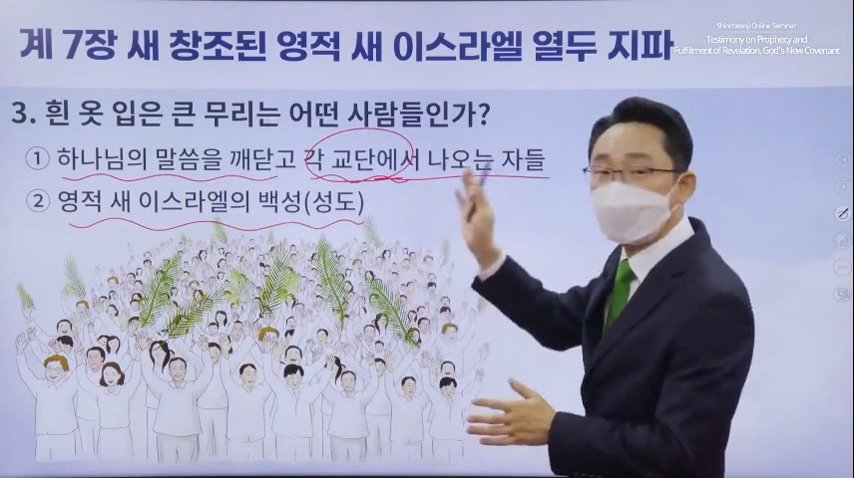 계 7장 새 창조된 영적 새 이스라엘 열두 지파
Shincheonji Online Seminar
Testimony on Prophecy and
Fulfillment of Revelation, God's New Covenant
3. 흰 옷 입은 큰 무리는 어떤 사람들인가?
① 하나님의 말씀을 깨닫고 각 교단에서 나오는 자들
② 영적 새 이스라엘의 백성(성도)